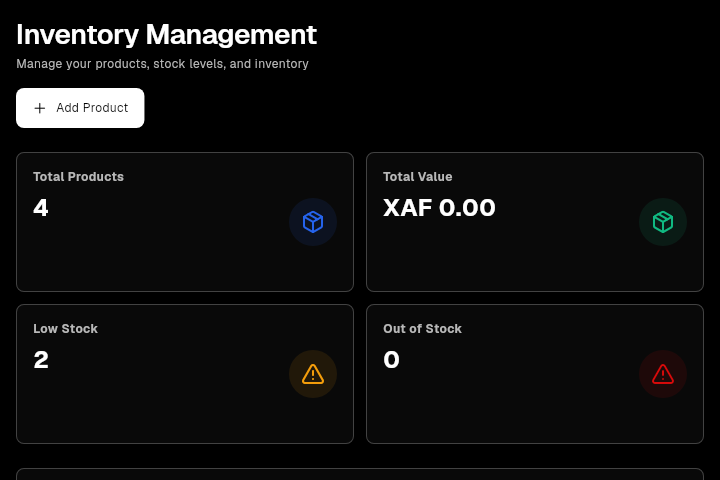 Inventory Management
Manage your products, stock levels, and inventory
Add Product
Total Products
4
Total Value
XAF 0.00
Low Stock
2
Out of Stock
0